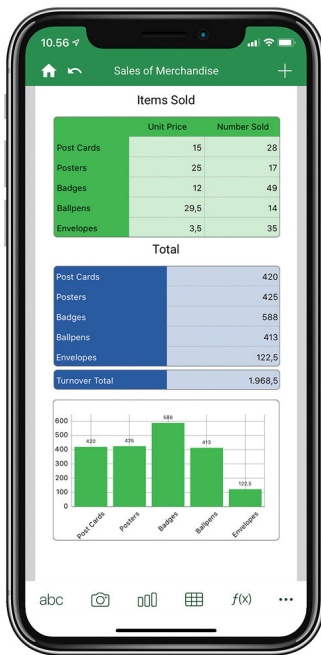 10.56
Sales of Merchandise
Items Sold
Unit Price Number Sold
Post Cards 15 28
Posters 25 17
Badges 12 49
Ballpens 29,5 14
Envelopes 3,5 35
Total
Post Cards 420
Posters 425
Badges 588
Ballpens 413
Envelopes 122,5
Turnover Total 1.968,5
600
500
400
300
200
100
0
420 425 588 413 122,5
Post Cards Posters Badges Ballpens Envelopes
abc f(x)